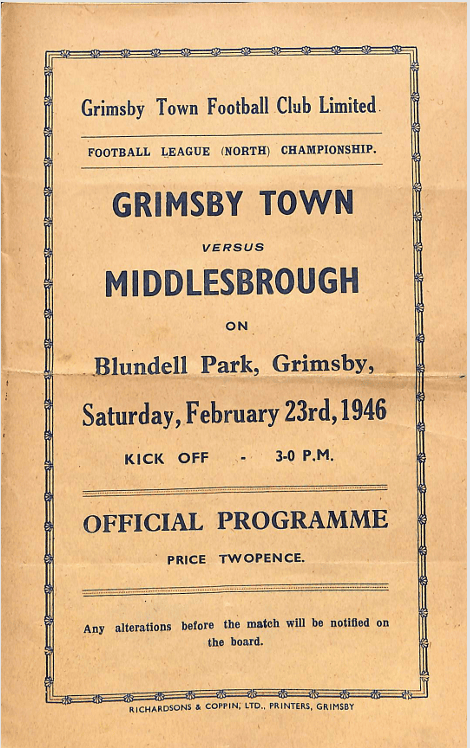 Grimsby Town Football Club Limited.
FOOTBALL LEAGUE (NORTH) CHAMPIONSHIP.
GRIMSBY TOWN
VERSUS
MIDDLESBROUGH
ON
Blundell Park, Grimsby,
Saturday, February 23rd, 1946
KICK OFF - 3-0 P.M.
OFFICIAL PROGRAMME
PRICE TWOPENCE.
Any alterations before the match will be notified on
the board.
RICHARDSONS & COPPIN, LTD., PRINTERS, GRIMSBY